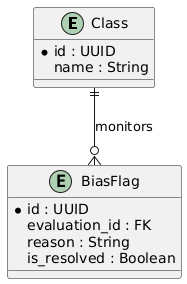 E Class
id : UUID
name : String
monitors
E BiasFlag
id : UUID
evaluation_id : FK
reason : String
is_resolved : Boolean